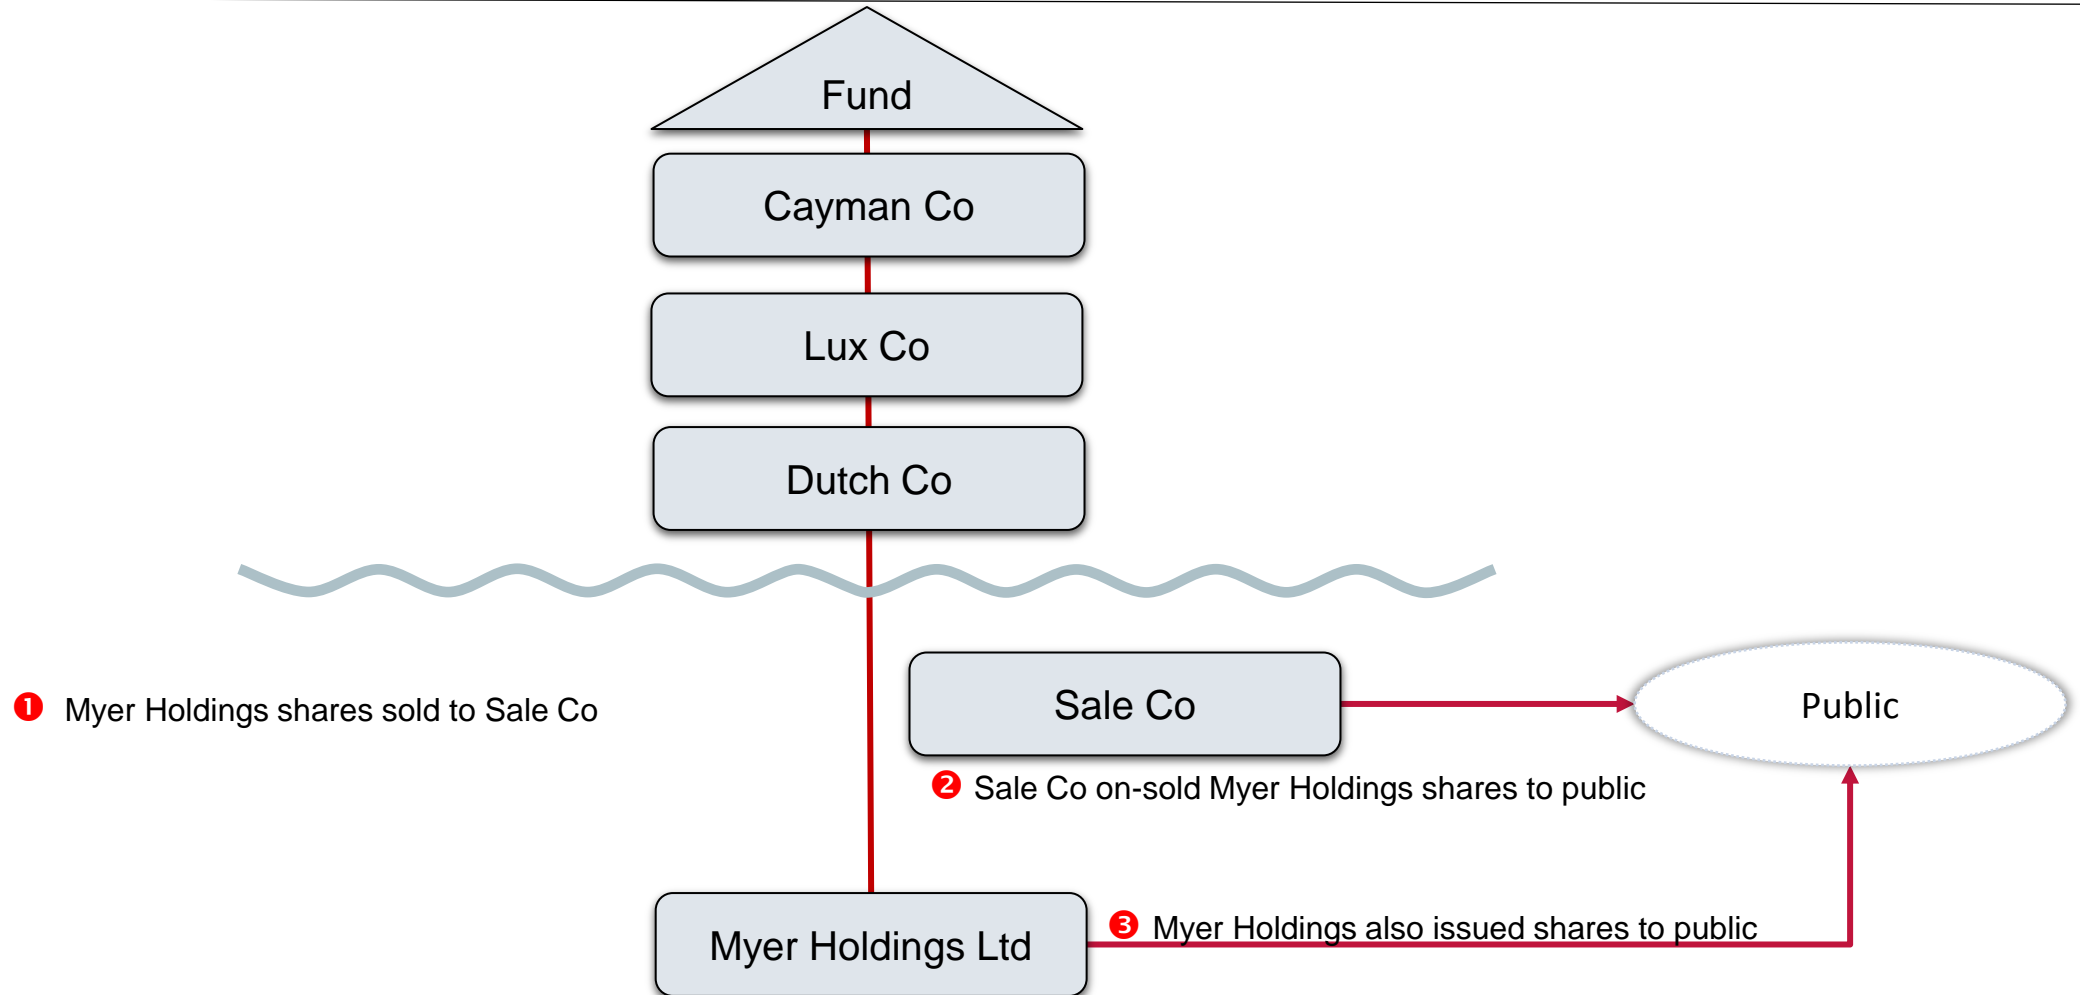 Fund
Cayman Co
Lux Co
Dutch Co
Sale Co
Public
❶ Myer Holdings shares sold to Sale Co
❷ Sale Co on-sold Myer Holdings shares to public
❸ Myer Holdings also issued shares to public
Myer Holdings Ltd